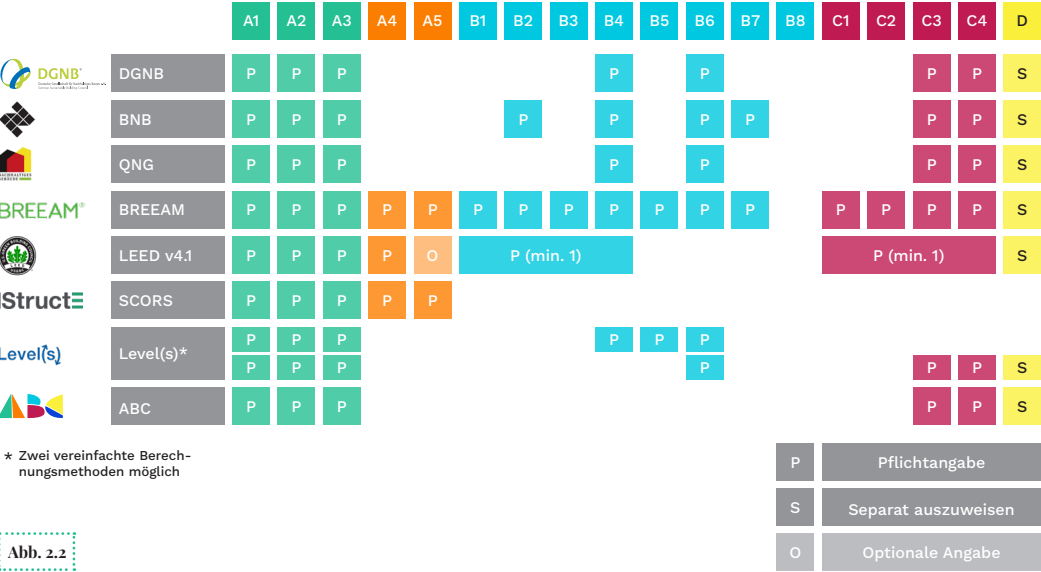 A1 A2 A3 A4 A5 B1 B2 B3 B4 B5 B6 B7 B8 C1 C2 C3 C4 D
DGNB® DGNB P P P P P P P S
BNB P P P P P P P P P S
QNG P P P P P P P S
BREEAM® BREEAM P P P P P P P P P P P P P P P P S
LEED v4.1 P P P P O P (min. 1) P (min. 1) S
IStructE SCORS P P P P P
Level(s) Level(s)* P P P P P P
P P P P P P S
ABC ABC P P P P P S
* Zwei vereinfachte Berech-
nungsmethoden möglich
P Pflichtangabe
S Separat auszuweisen
O Optionale Angabe
Abb. 2.2